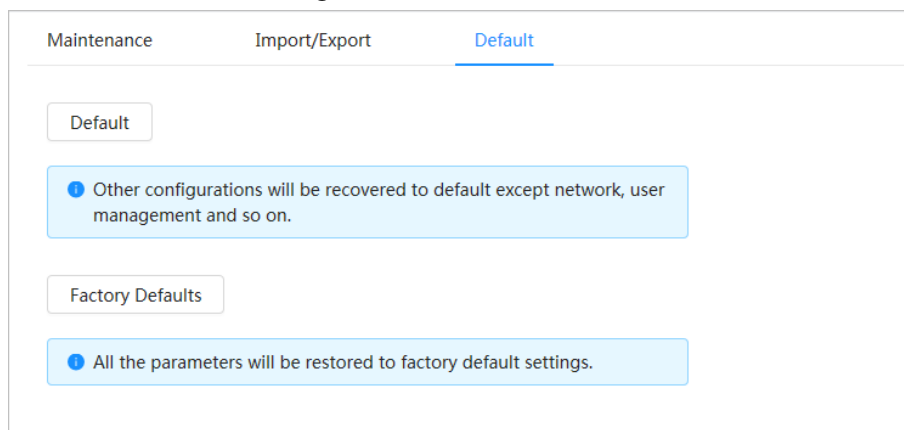 Maintenance Import/Export Default
Default
Other configurations will be recovered to default except network, user
management and so on.
Factory Defaults
All the parameters will be restored to factory default settings.